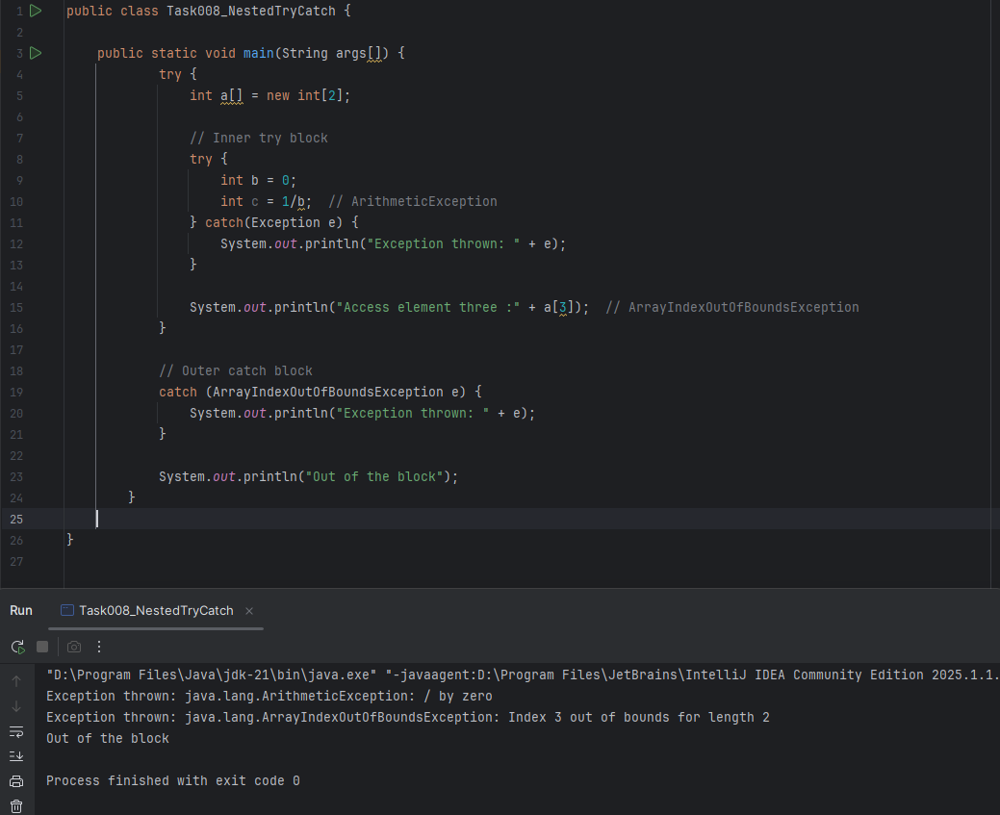 1 public class Task008_NestedTryCatch {
2
3 public static void main(String args[]) {
4 try {
5 int a[] = new int[2];
6
7 // Inner try block
8 try {
9 int b = 0;
10 int c = 1/b;  // ArithmeticException
11 } catch(Exception e) {
12 System.out.println("Exception thrown: " + e);
13 }
14
15 System.out.println("Access element three :" + a[3]);  // ArrayIndexOutOfBoundsException
16 }
17
18 // Outer catch block
19 catch (ArrayIndexOutOfBoundsException e) {
20 System.out.println("Exception thrown: " + e);
21 }
22
23 System.out.println("Out of the block");
24 }
25
26 }
27
Run Task008_NestedTryCatch
"D:\Program Files\Java\jdk-21\bin\java.exe" "-javaagent:D:\Program Files\JetBrains\IntelliJ IDEA Community Edition 2025.1.1.
Exception thrown: java.lang.ArithmeticException: / by zero
Exception thrown: java.lang.ArrayIndexOutOfBoundsException: Index 3 out of bounds for length 2
Out of the block
Process finished with exit code 0